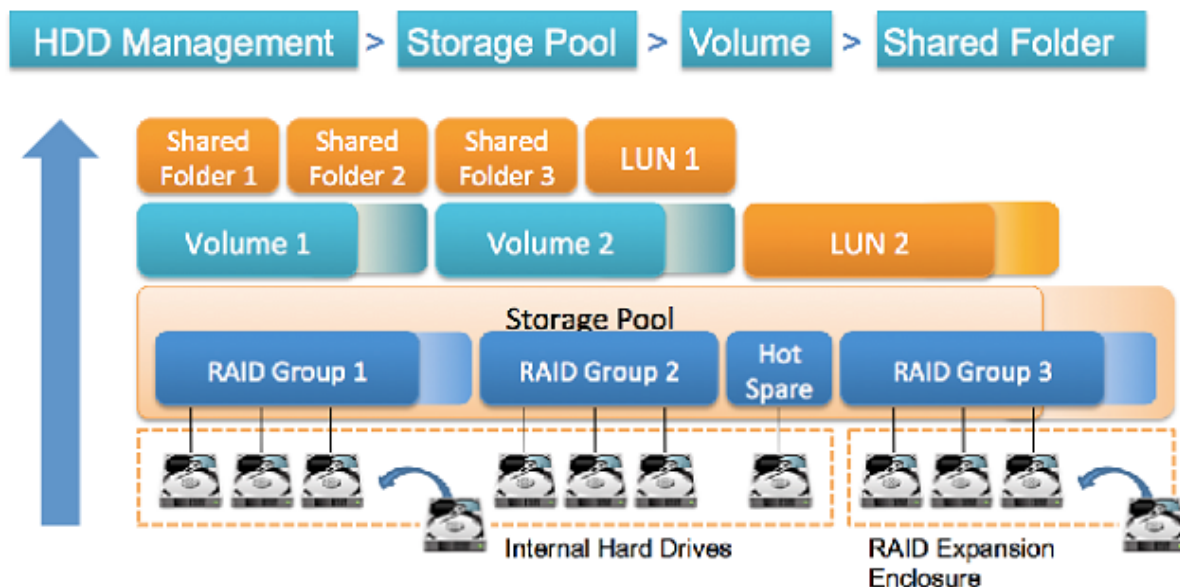 HDD Management > Storage Pool > Volume > Shared Folder
Shared Folder 1
Shared Folder 2
Shared Folder 3
LUN 1
Volume 1
Volume 2
LUN 2
Storage Pool
RAID Group 1
RAID Group 2
Hot
Spare
RAID Group 3
Internal Hard Drives
RAID Expansion
Enclosure